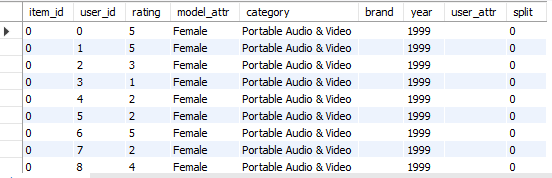 item_id user_id rating model_attr category brand year user_attr split
0 0 5 Female Portable Audio & Video 1999 0
0 1 5 Female Portable Audio & Video 1999 0
0 2 3 Female Portable Audio & Video 1999 0
0 3 1 Female Portable Audio & Video 1999 0
0 4 2 Female Portable Audio & Video 1999 0
0 5 2 Female Portable Audio & Video 1999 0
0 6 5 Female Portable Audio & Video 1999 0
0 7 2 Female Portable Audio & Video 1999 0
0 8 4 Female Portable Audio & Video 1999 0